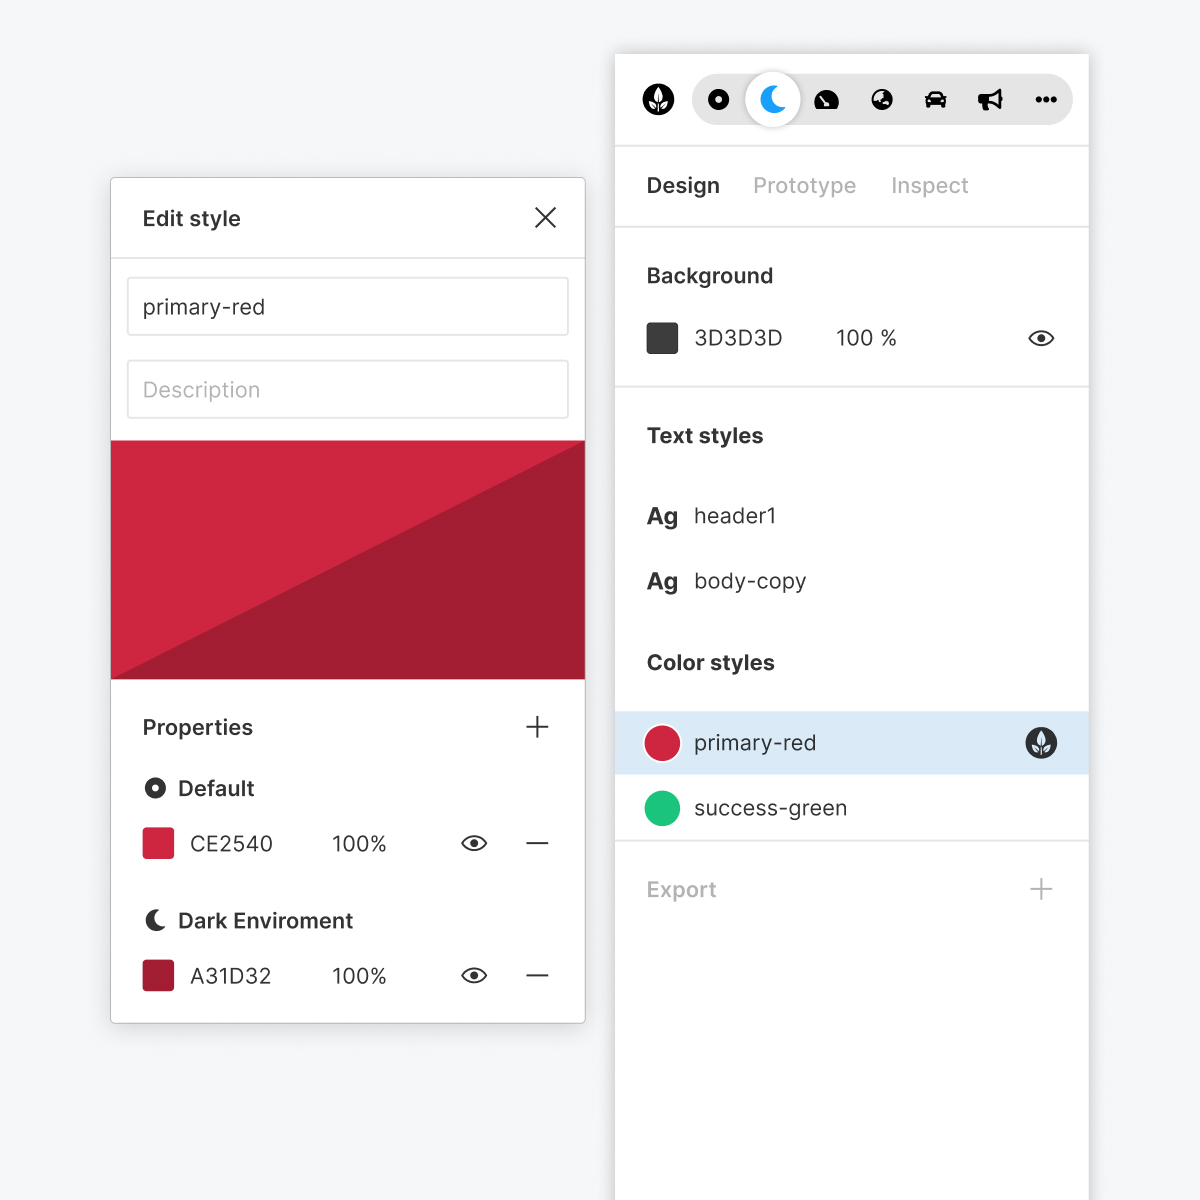 Edit style
primary-red
Description
Properties
Default
CE2540 100%
Dark Enviroment
A31D32 100%
Design Prototype Inspect
Background
3D3D3D 100 %
Text styles
Ag header1
Ag body-copy
Color styles
primary-red
success-green
Export